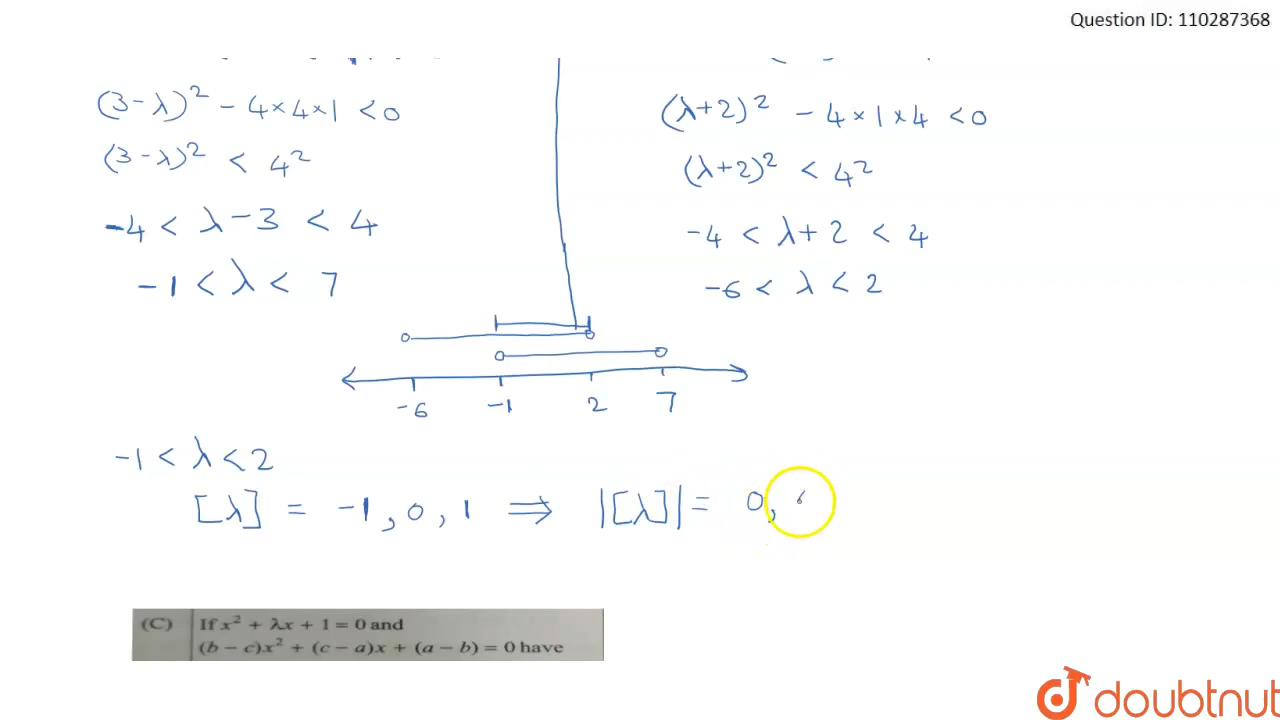 Question ID: 110287368
(3-λ)² - 4×4×1 <0
(3-λ)² < 4²
-4 < λ-3 < 4
-1 < λ < 7
(λ+2)² - 4×1×4 <0
(λ+2)² < 4²
-4 < λ+2 < 4
-6 < λ < 2
-6 -1 2 7
-1 < λ < 2
[λ] = -1, 0, 1 ⇒ |[λ]| = 0,
(C) If x² + λx + 1 = 0 and
(b − c)x² + (c − a)x + (a − b) = 0 have
doubtnut